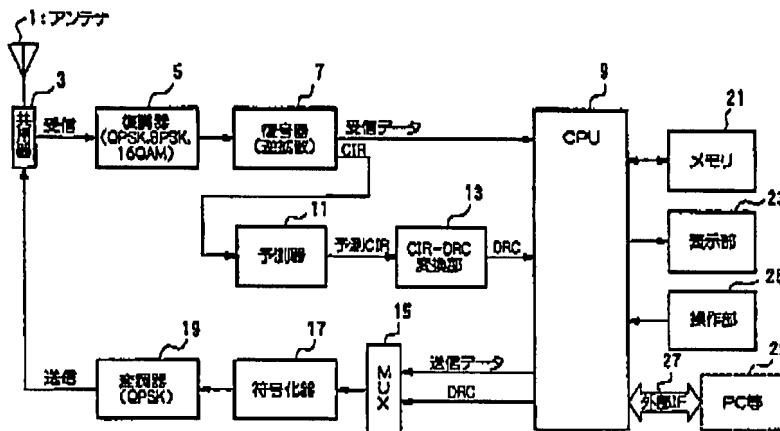 1:アンテナ
3
共用器
受信
5
復調器
(QPSK,8PSK,
16QAM)
7
復号器
(逆拡散)
受信データ
CIR
9
CPU
21
メモリ
11
予測器
予測CIR
13
CIR-DRC
変換部
DRC
23
表示部
25
操作部
19
変調器
(QPSK)
送信
17
符号化器
15
MUX
送信データ
DRC
27
外部IF
PC等